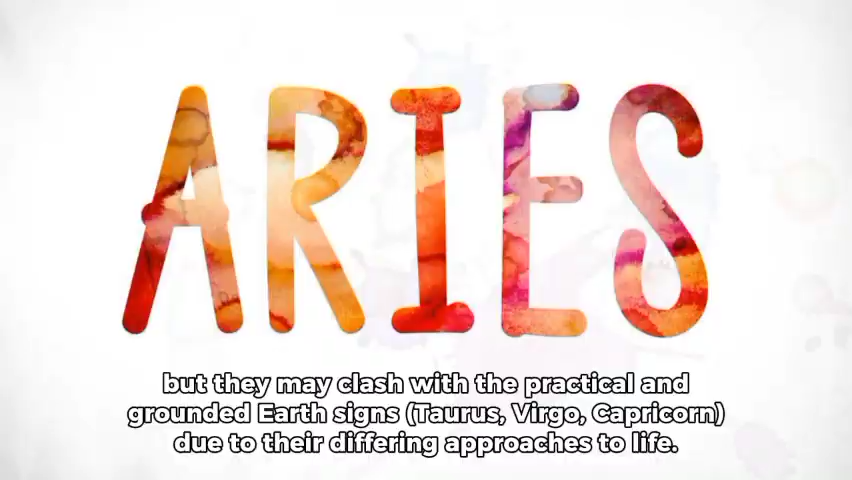 ARIES
but they may clash with the practical and
grounded Earth signs (Taurus, Virgo, Capricorn)
due to their differing approaches to life.